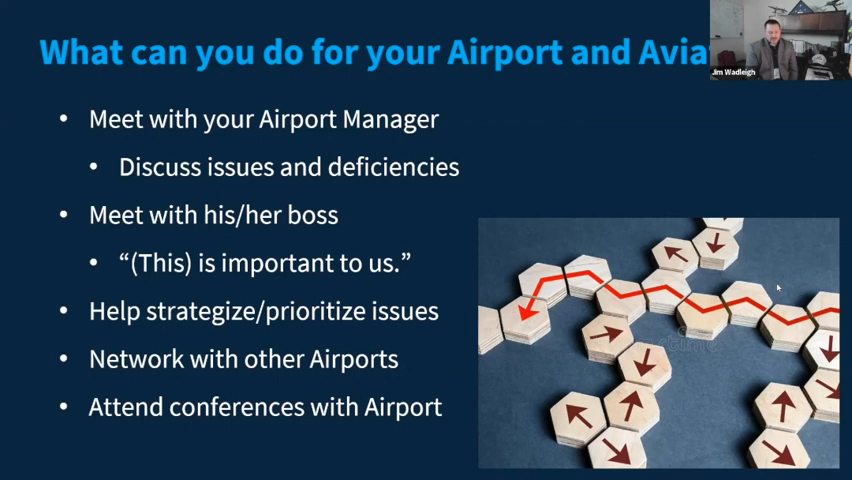 What can you do for your Airport and Avia
Jim Wadleigh
Meet with your Airport Manager
Discuss issues and deficiencies
Meet with his/her boss
“(This) is important to us.”
Help strategize/prioritize issues
Network with other Airports
Attend conferences with Airport